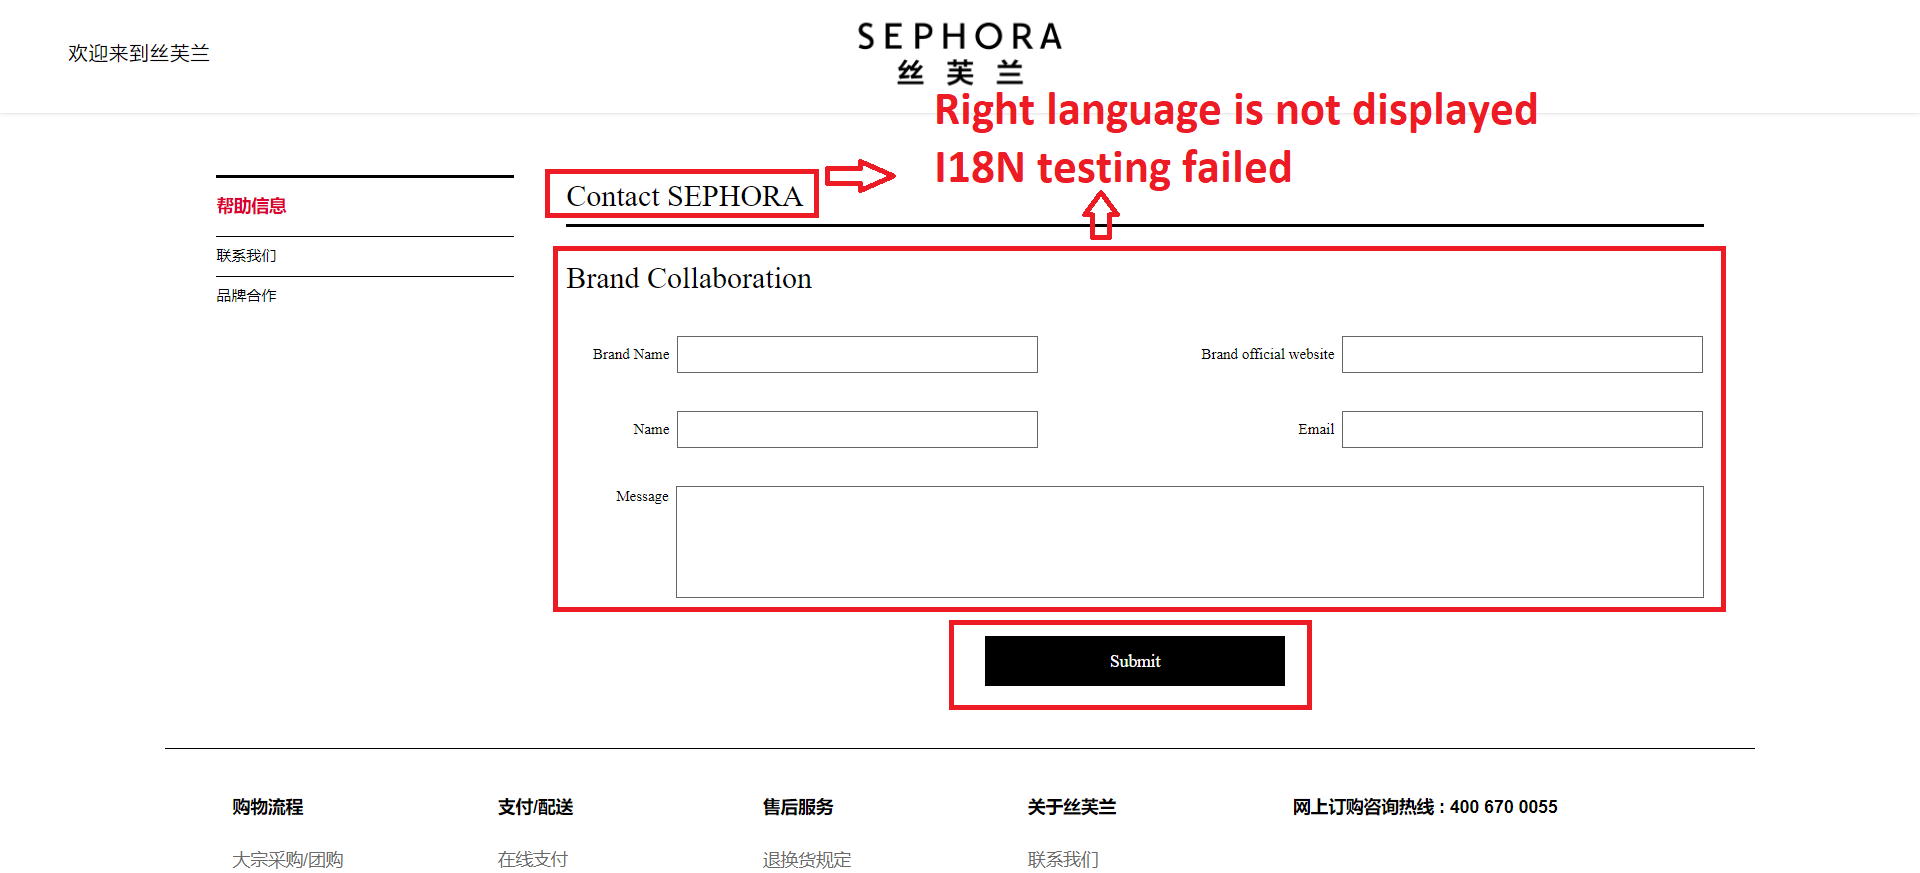 欢迎来到丝芙兰
SEPHORA
丝芙兰
Right language is not displayed
I18N testing failed
帮助信息
联系我们
品牌合作
Contact SEPHORA
Brand Collaboration
Brand Name
Brand official website
Name
Email
Message
Submit
购物流程
支付/配送
售后服务
关于丝芙兰
网上订购咨询热线 : 400 670 0055
大宗采购/团购
在线支付
退换货规定
联系我们